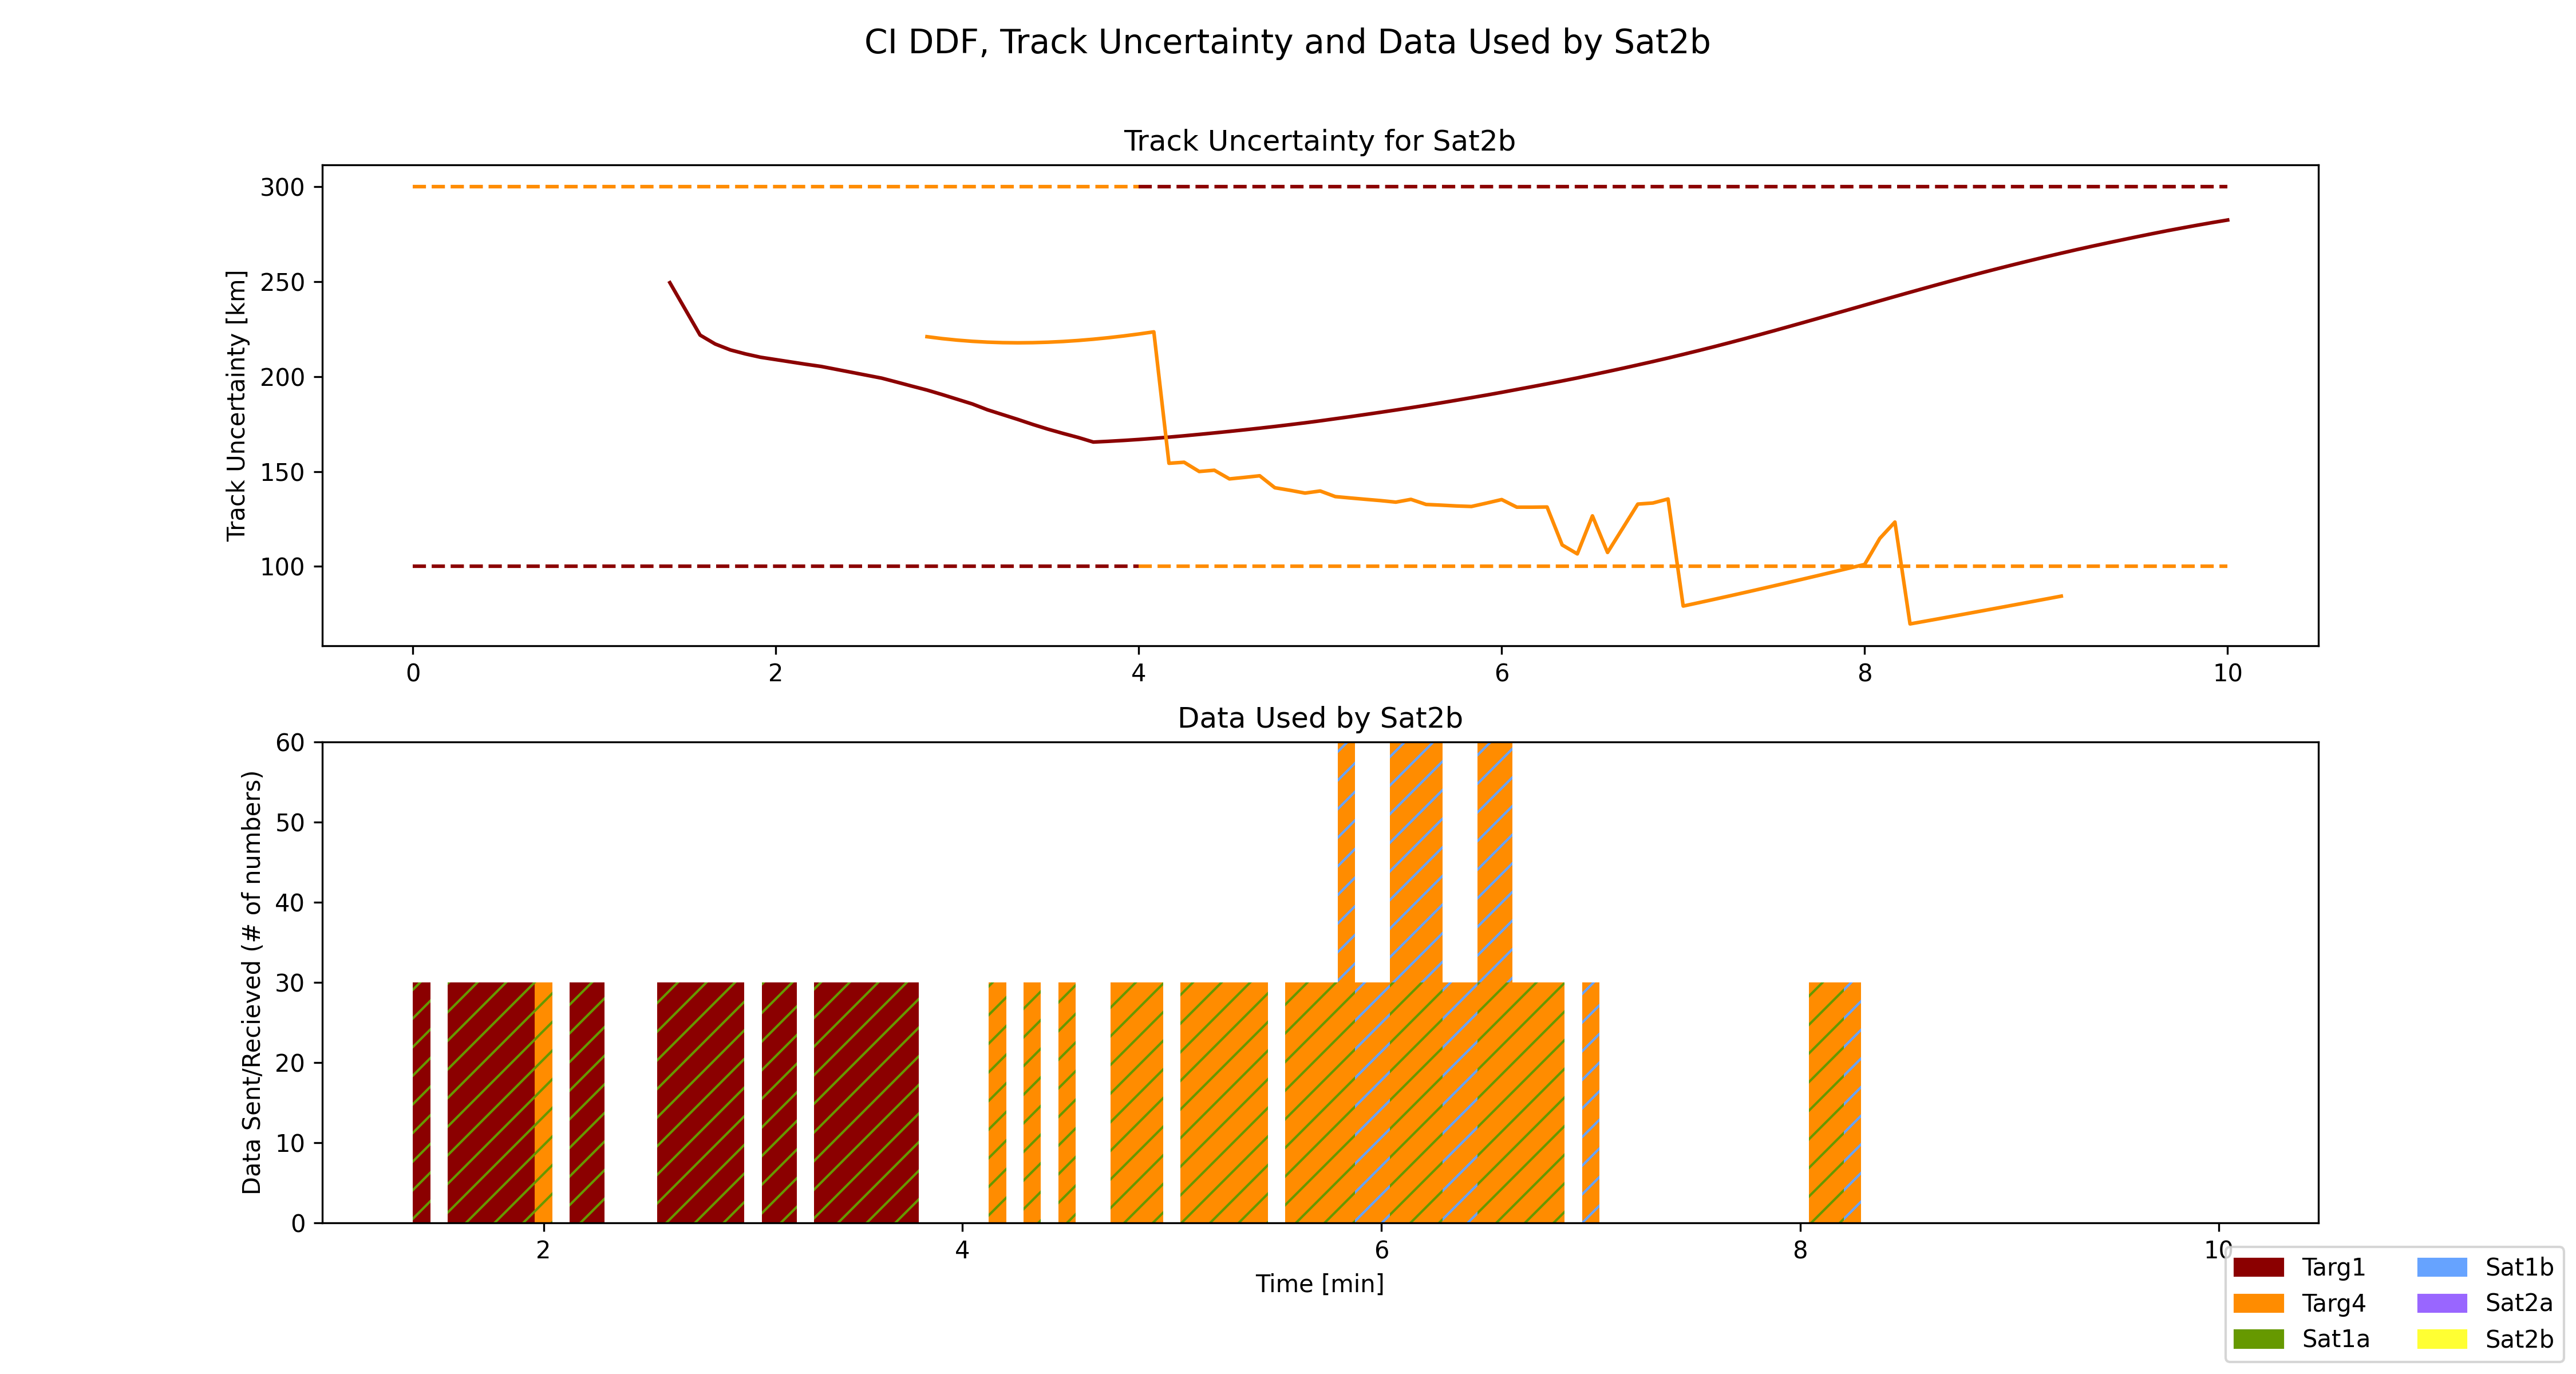 CI DDF, Track Uncertainty and Data Used by Sat2b
Track Uncertainty for Sat2b
Track Uncertainty [km]
300
250
200
150
100
0 2 4 6 8 10
Data Used by Sat2b
Data Sent/Recieved (# of numbers)
60
50
40
30
20
10
0
2 4 6 8 10
Time [min]
Targ1 Sat1b
Targ4 Sat2a
Sat1a Sat2b